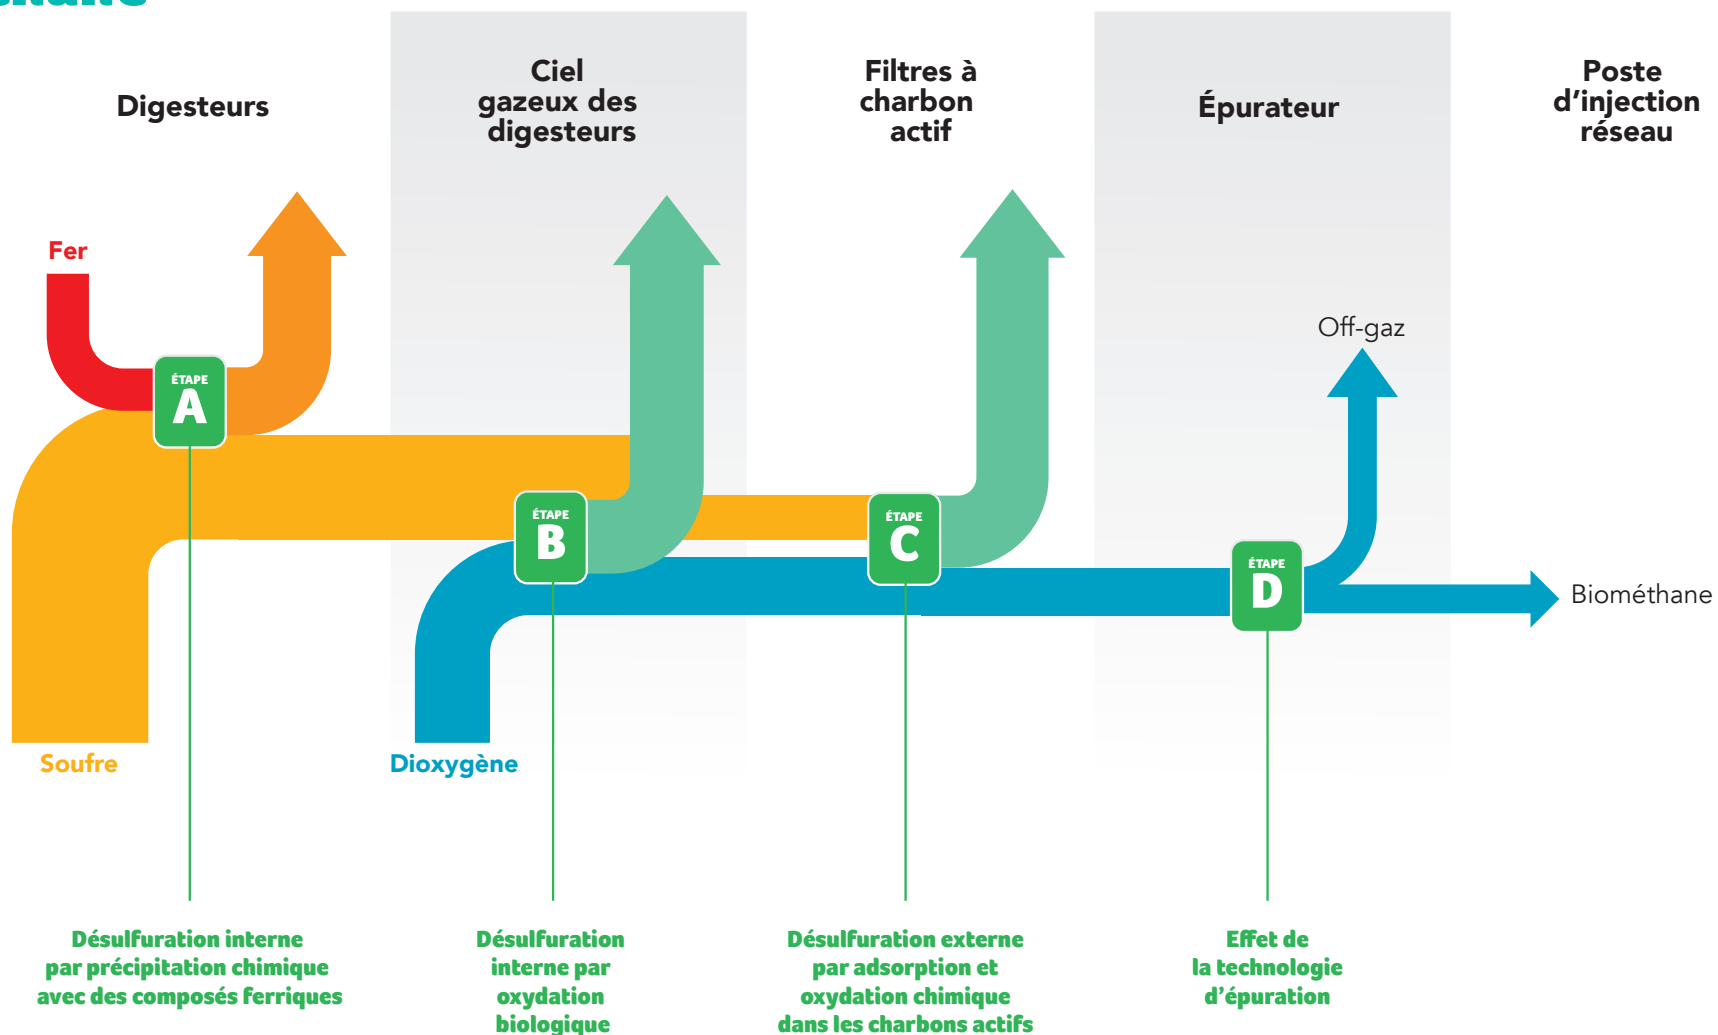 Digesteurs
Ciel
gazeux des
digesteurs
Filtres à
charbon
actif
Épurateur
Poste
d’injection
réseau
Fer
Off-gaz
ÉTAPE
A
ÉTAPE
B
ÉTAPE
C
ÉTAPE
D
Biométhane
Soufre
Dioxygène
Désulfuration interne
par précipitation chimique
avec des composés ferriques
Désulfuration
interne par
oxydation
biologique
Désulfuration externe
par adsorption et
oxydation chimique
dans les charbons actifs
Effet de
la technologie
d’épuration